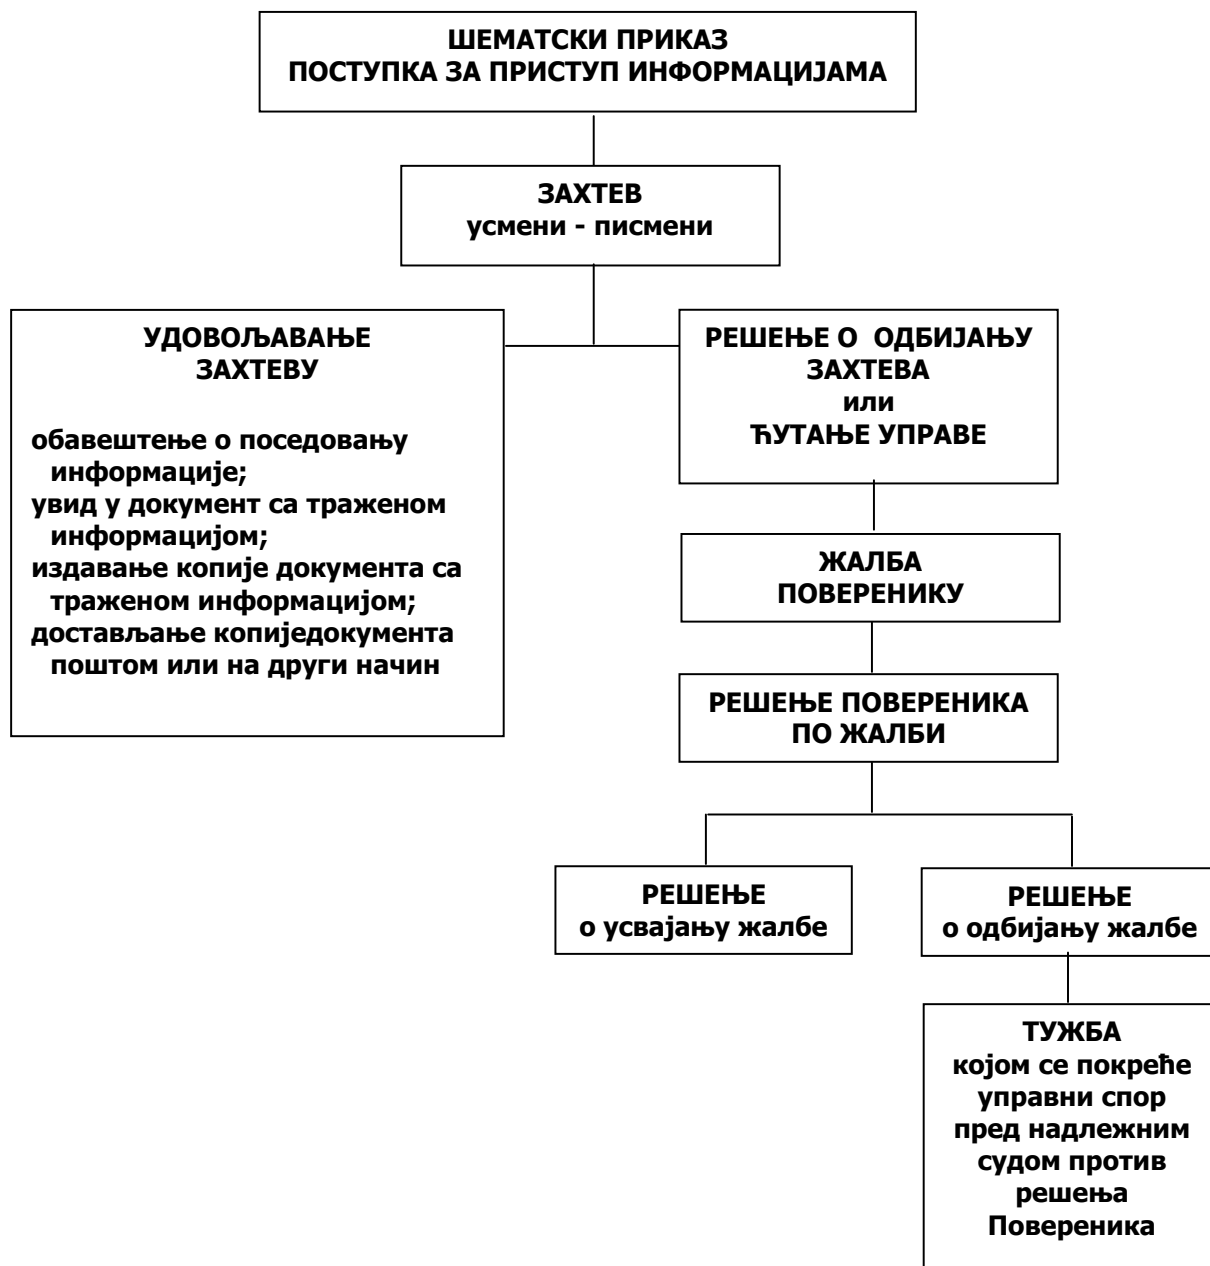 ШЕМАТСКИ ПРИКАЗ
ПОСТУПКА ЗА ПРИСТУП ИНФОРМАЦИЈАМА
ЗАХТЕВ
усмени - писмени
УДОВОЉАВАЊЕ
ЗАХТЕВУ
обавештење о поседовању
информације;
увид у документ са траженом
информацијом;
издавање копије документа са
траженом информацијом;
достављање копиједокумента
поштом или на други начин
РЕШЕЊЕ О ОДБИЈАЊУ
ЗАХТЕВА
или
ЋУТАЊЕ УПРАВЕ
ЖАЛБА
ПОВЕРЕНИКУ
РЕШЕЊЕ ПОВЕРЕНИКА
ПО ЖАЛБИ
РЕШЕЊЕ
о усвајању жалбе
РЕШЕЊЕ
о одбијању жалбе
ТУЖБА
којом се покреће
управни спор
пред надлежним
судом против
решења
Повереника